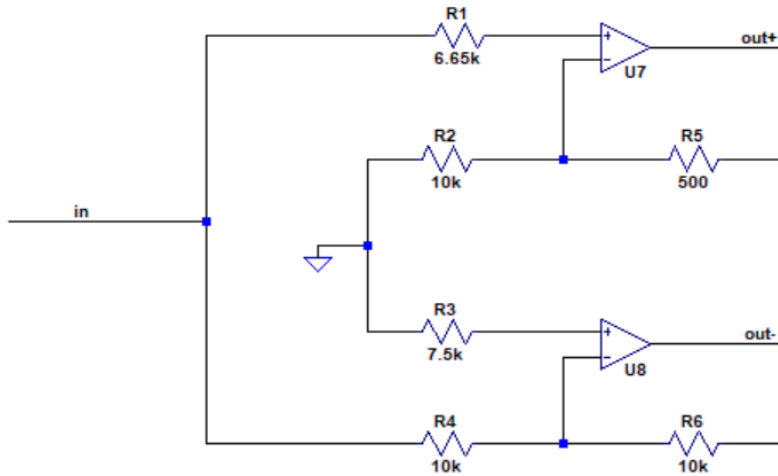 R1
6.65k
+
-
U7
out+
R2
10k
R5
500
in
R3
7.5k
+
-
U8
out-
R4
10k
R6
10k